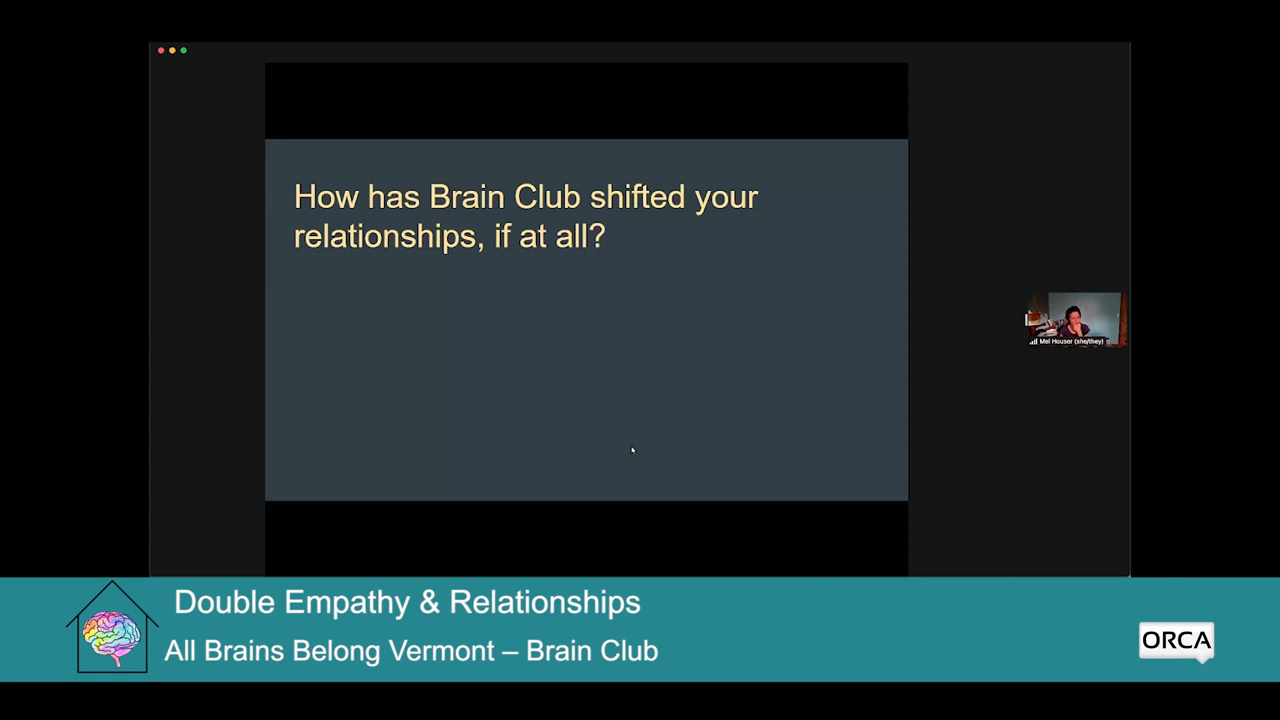 How has Brain Club shifted your
relationships, if at all?
Mel Houser (she/they)
Double Empathy & Relationships
All Brains Belong Vermont – Brain Club
ORCA